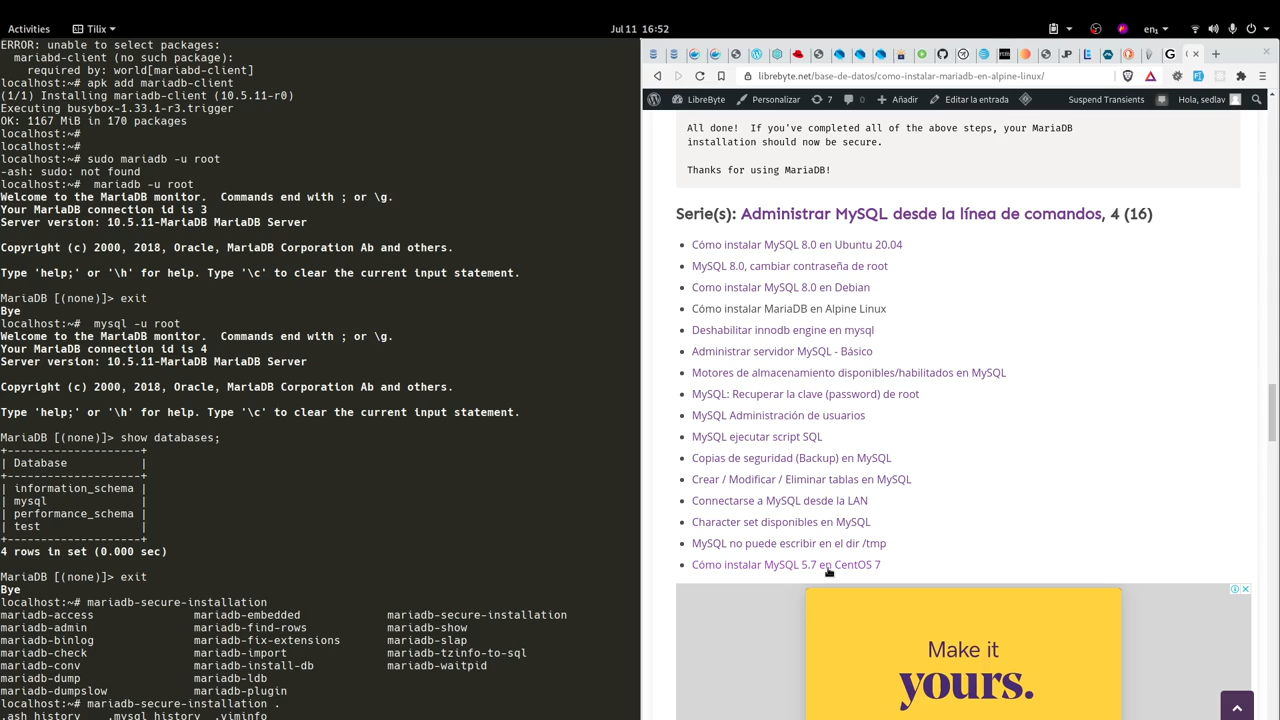 Activities
Tilix
Jul 11 16:52
en₁
ERROR: unable to select packages:
mariabd-client (no such package):
required by: world[mariabd-client]
localhost:~# apk add mariadb-client
(1/1) Installing mariadb-client (10.5.11-r0)
Executing busybox-1.33.1-r3.trigger
OK: 1167 MiB in 170 packages
localhost:~#
localhost:~#
localhost:~# sudo mariadb -u root
-ash: sudo: not found
localhost:~#  mariadb -u root
Welcome to the MariaDB monitor.  Commands end with ; or \g.
Your MariaDB connection id is 3
Server version: 10.5.11-MariaDB MariaDB Server
Copyright (c) 2000, 2018, Oracle, MariaDB Corporation Ab and others.
Type 'help;' or '\h' for help. Type '\c' to clear the current input statement.
MariaDB [(none)]> exit
Bye
localhost:~#  mysql -u root
Welcome to the MariaDB monitor.  Commands end with ; or \g.
Your MariaDB connection id is 4
Server version: 10.5.11-MariaDB MariaDB Server
Copyright (c) 2000, 2018, Oracle, MariaDB Corporation Ab and others.
Type 'help;' or '\h' for help. Type '\c' to clear the current input statement.
MariaDB [(none)]> show databases;
+--------------------+
| Database           |
+--------------------+
| information_schema |
| mysql              |
| performance_schema |
| test               |
+--------------------+
4 rows in set (0.000 sec)
MariaDB [(none)]> exit
Bye
localhost:~# mariadb-secure-installation
mariadb-access mariadb-embedded mariadb-secure-installation
mariadb-admin mariadb-find-rows mariadb-show
mariadb-binlog mariadb-fix-extensions mariadb-slap
mariadb-check mariadb-import mariadb-tzinfo-to-sql
mariadb-conv mariadb-install-db mariadb-waitpid
mariadb-dump mariadb-ldb
mariadb-dumpslow mariadb-plugin
localhost:~# mariadb-secure-installation .
.ash_history .mysql_history .viminfo
librebyte.net/base-de-datos/como-instalar-mariadb-en-alpine-linux/
LibreByte Personalizar 7 0 Añadir Editar la entrada Suspend Transients Hola, sedlav
All done!  If you've completed all of the above steps, your MariaDB
installation should now be secure.
Thanks for using MariaDB!
Serie(s): Administrar MySQL desde la línea de comandos, 4 (16)
Cómo instalar MySQL 8.0 en Ubuntu 20.04
MySQL 8.0, cambiar contraseña de root
Como instalar MySQL 8.0 en Debian
Cómo instalar MariaDB en Alpine Linux
Deshabilitar innodb engine en mysql
Administrar servidor MySQL - Básico
Motores de almacenamiento disponibles/habilitados en MySQL
MySQL: Recuperar la clave (password) de root
MySQL Administración de usuarios
MySQL ejecutar script SQL
Copias de seguridad (Backup) en MySQL
Crear / Modificar / Eliminar tablas en MySQL
Connectarse a MySQL desde la LAN
Character set disponibles en MySQL
MySQL no puede escribir en el dir /tmp
Cómo instalar MySQL 5.7 en CentOS 7
Make it
yours.